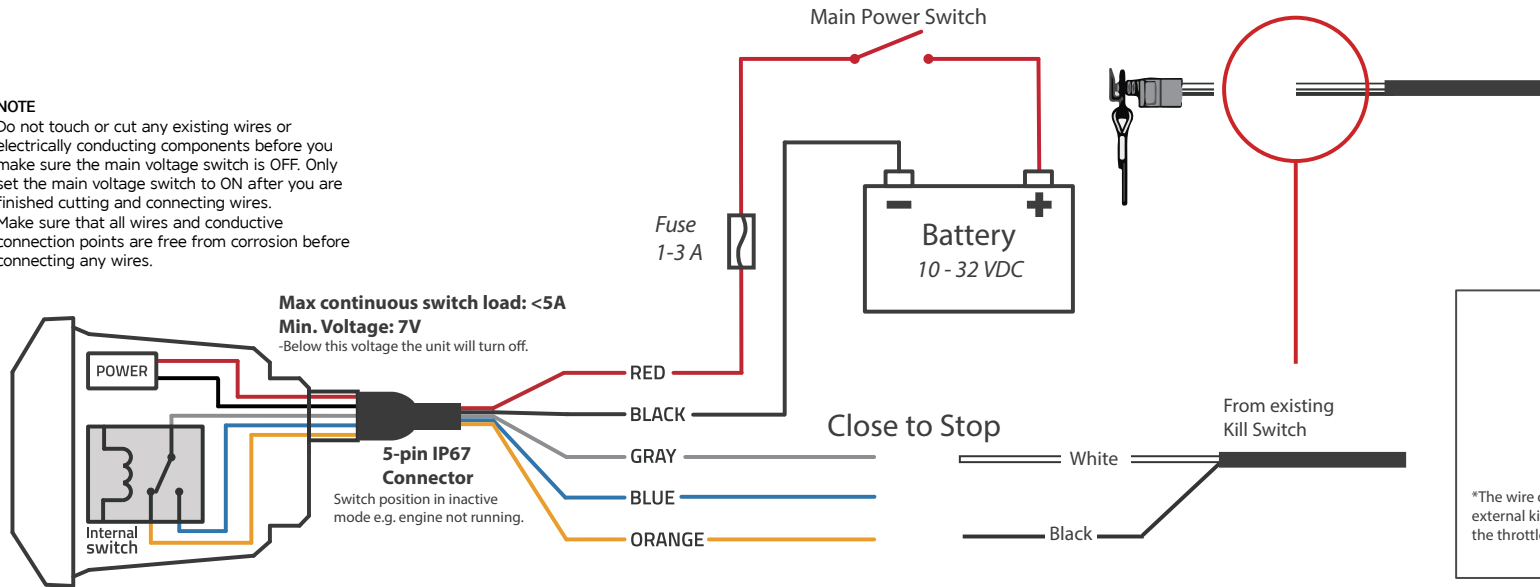 Main Power Switch
NOTE
Do not touch or cut any existing wires or
electrically conducting components before you
make sure the main voltage switch is OFF. Only
set the main voltage switch to ON after you are
finished cutting and connecting wires.
Make sure that all wires and conductive
connection points are free from corrosion before
connecting any wires.
Fuse
1-3 A
Battery
10 - 32 VDC
Max continuous switch load: <5A
Min. Voltage: 7V
-Below this voltage the unit will turn off.
POWER
RED
BLACK
GRAY
BLUE
ORANGE
Close to Stop
From existing
Kill Switch
White
Black
5-pin IP67
Connector
Switch position in inactive
mode e.g. engine not running.
Internal
switch
*The wire
external
the